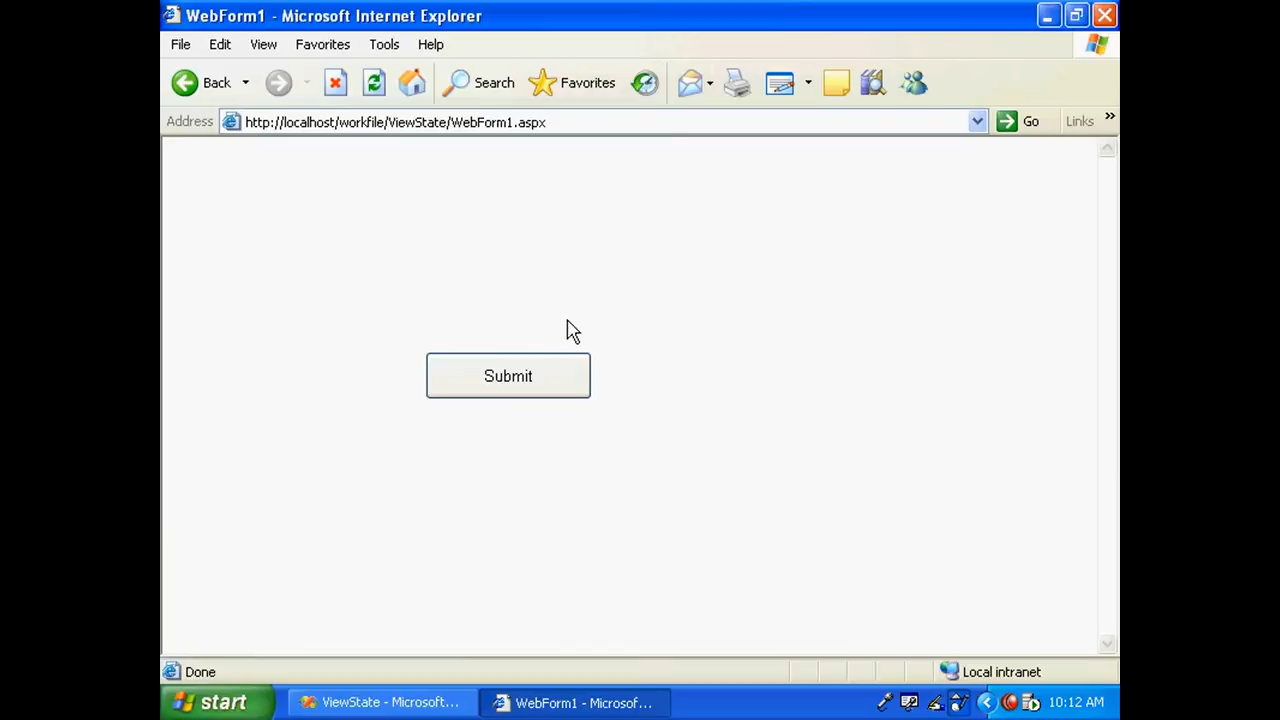 WebForm1 - Microsoft Internet Explorer
File Edit View Favorites Tools Help
Back Search Favorites
Address http://localhost/workfile/ViewState/WebForm1.aspx Go Links »
Submit
Done Local intranet
start ViewState - Microsoft... WebForm1 - Microsof... 10:12 AM